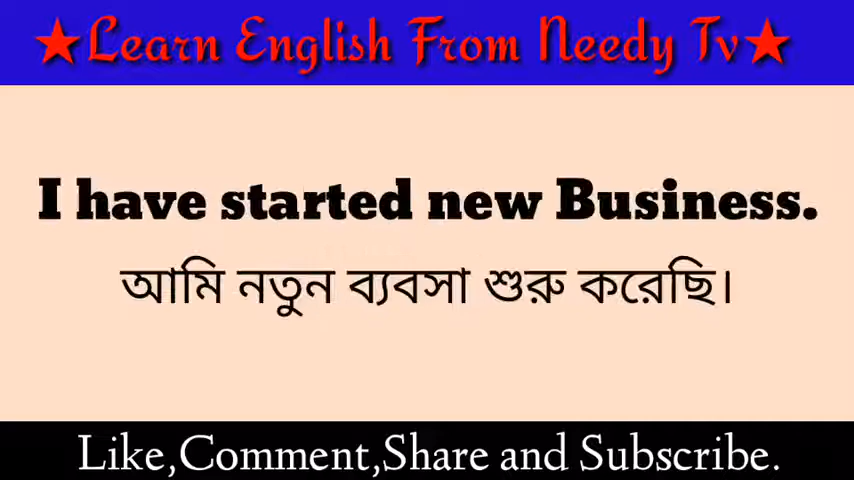 ★Learn English From Needy Tv★
I have started new Business.
আমি নতুন ব্যবসা শুরু করেছি।
Like,Comment,Share and Subscribe.